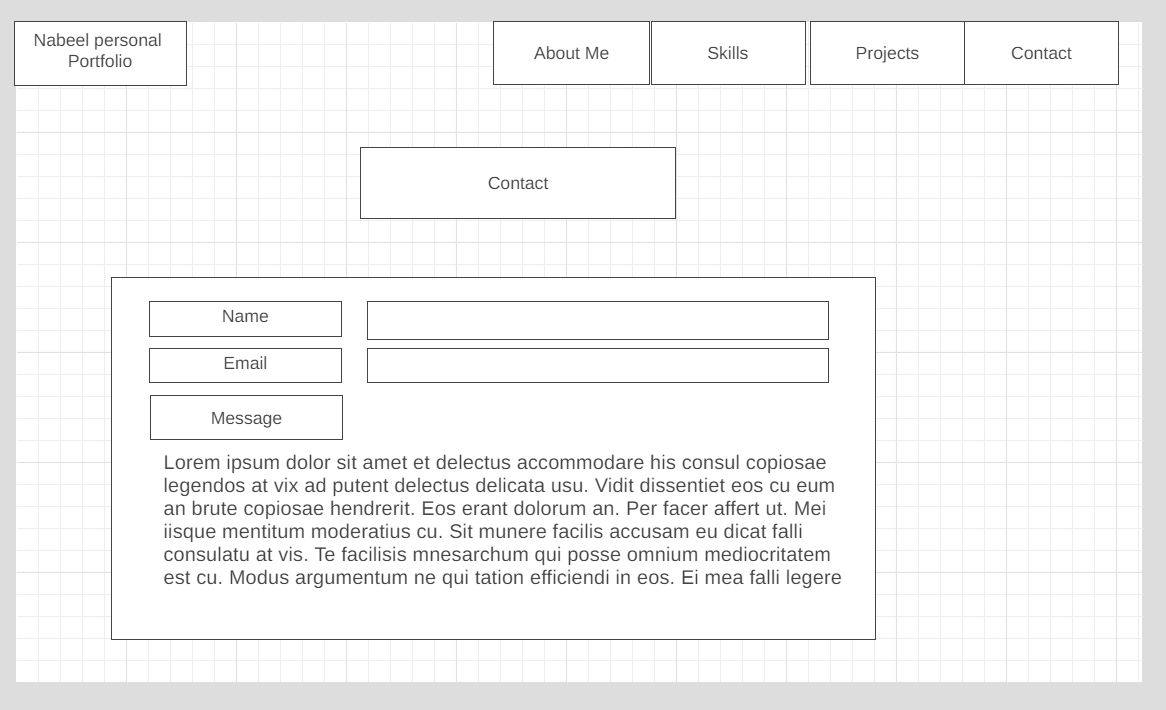 Nabeel personal
Portfolio
About Me
Skills
Projects
Contact
Contact
Name
Email
Message
Lorem ipsum dolor sit amet et delectus accommodare his consul copiosae
legendos at vix ad putent delectus delicata usu. Vidit dissentiet eos cu eum
an brute copiosae hendrerit. Eos erant dolorum an. Per facer affert ut. Mei
iisque mentitum moderatius cu. Sit munere facilis accusam eu dicat falli
consulatu at vis. Te facilisis mnesarchum qui posse omnium mediocritatem
est cu. Modus argumentum ne qui tation efficiendi in eos. Ei mea falli legere